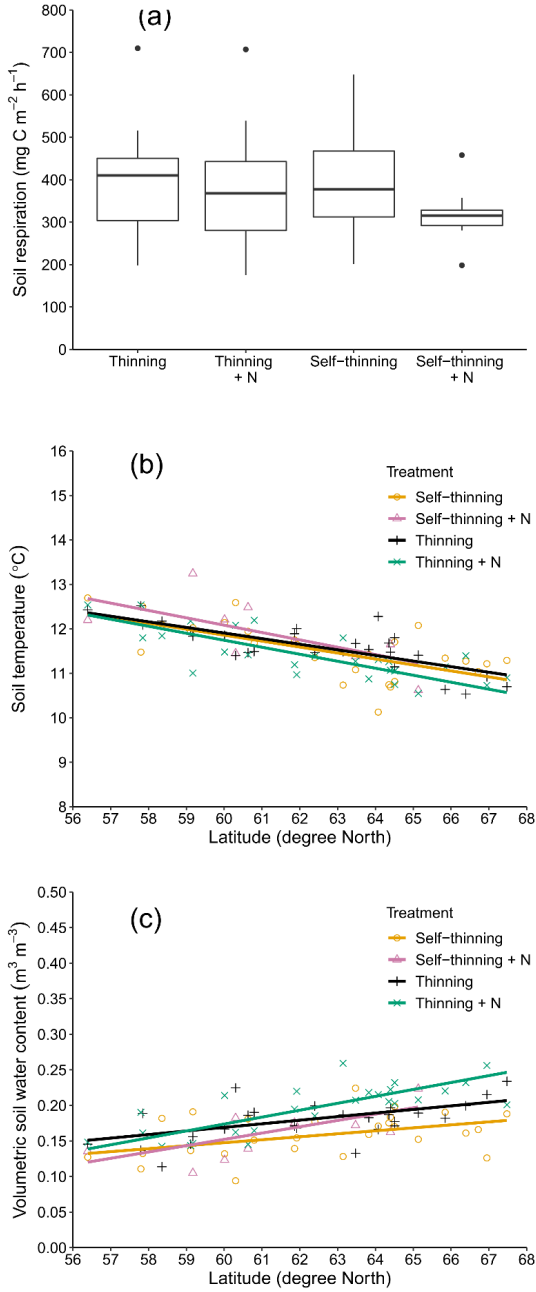 (a)
Soil respiration (mg C m−2 h−1)
800
700
600
500
400
300
200
400
0
Thinning
Thinning
+ N
Self−thinning
Self−thinning
+ N
(b)
Soil temperature (°C)
16
15
14
13
12
11
10
9
8
56 57 58 59 60 61 62 63 64 65 66 67 68
Latitude (degree North)
Treatment
Self−thinning
Self−thinning + N
Thinning
Thinning + N
(c)
Volumetric soil water content (m³ m−³)
0.50
0.45
0.40
0.35
0.30
0.25
0.20
0.15
0.10
0.05
0.00
56 57 58 59 60 61 62 63 64 65 66 67 68
Latitude (degree North)
Treatment
Self−thinning
Self−thinning + N
Thinning
Thinning + N